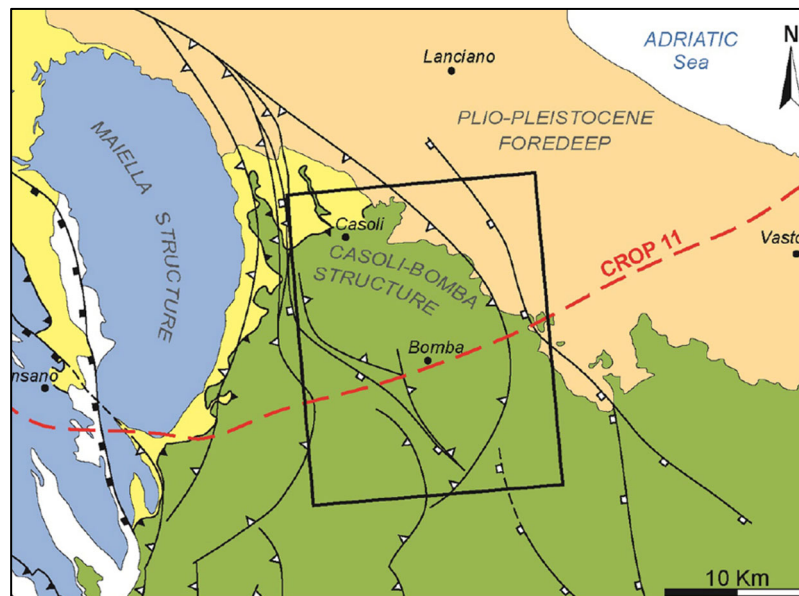 ADRIATIC
Sea
N
Lanciano
PLIO-PLEISTOCENE
FOREDEEP
MAIELLA
STRUCTURE
Casoli
CASOLI-BOMBA
STRUCTURE
CROP 11
Vasto
Bomba
nsano
10 Km